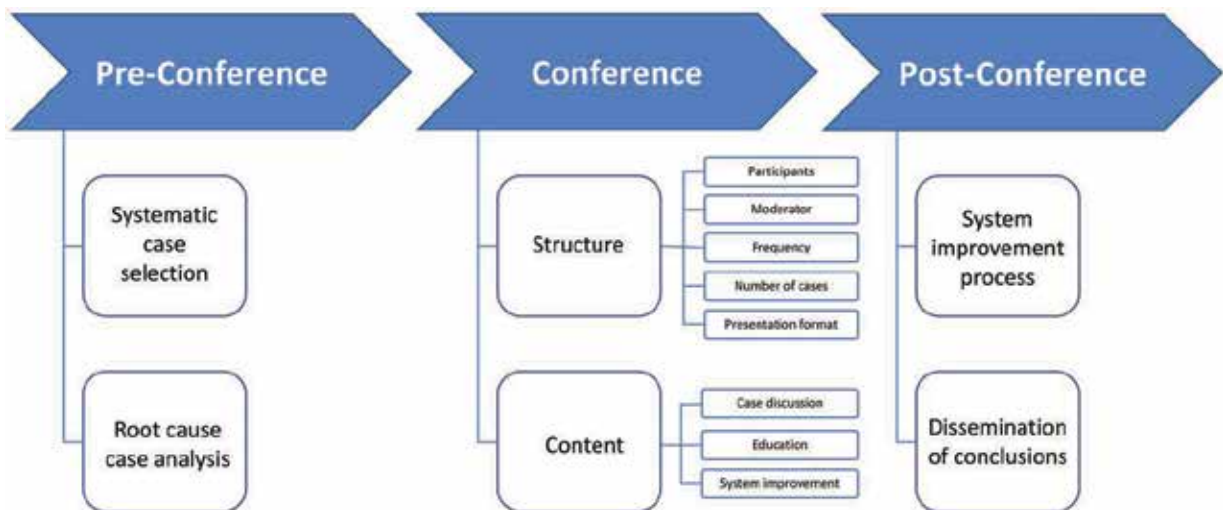 Pre-Conference
Conference
Post-Conference
Systematic
case
selection
Root cause
case analysis
Structure
Participants
Moderator
Frequency
Number of cases
Presentation format
Content
Case discussion
Education
System improvement
System
improvement
process
Dissemination
of conclusions